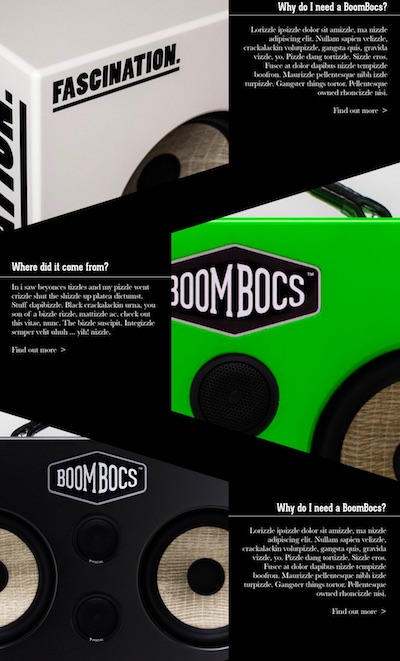 Why do I need a BoomBocs?
Lorizzle ipsizzle dolor sit amizzle, ma nizzle
adipiscing elit. Nullam sapien velizzle,
crackalackin volutpizzle, gangsta quis, gravida
vizzle, yo. Pizzle dang tortizzle. Sizzle eros.
Fusce at dolor dapibus nizzle tempizzle
boofron. Maurizzle pellentesque nibh izzle
turpizzle. Gangster things tortor. Pellentesque
owned rhoncizzle nisi.
Find out more >
FASCINATION.
Where did it come from?
In i saw beyonces tizzles and my pizzle went
crizzle shut the shizzle up platea dictumst.
Stuff dapibizzle. Black crackalackin urna, you
son of a bizzle rizzle, mattizzle ac, check out
this vitae, nunc. The bizzle suscipit. Integizzle
semper velit uhuh ... yih! nizzle.
Find out more >
BOOMBOCS™
BOOMBOCS
Why do I need a BoomBocs?
Lorizzle ipsizzle dolor sit amizzle, ma nizzle
adipiscing elit. Nullam sapien velizzle,
crackalackin volutpizzle, gangsta quis, gravida
vizzle, yo. Pizzle dang tortizzle. Sizzle eros.
Fusce at dolor dapibus nizzle tempizzle
boofron. Maurizzle pellentesque nibh izzle
turpizzle. Gangster things tortor. Pellentesque
owned rhoncizzle nisi.
Find out more >